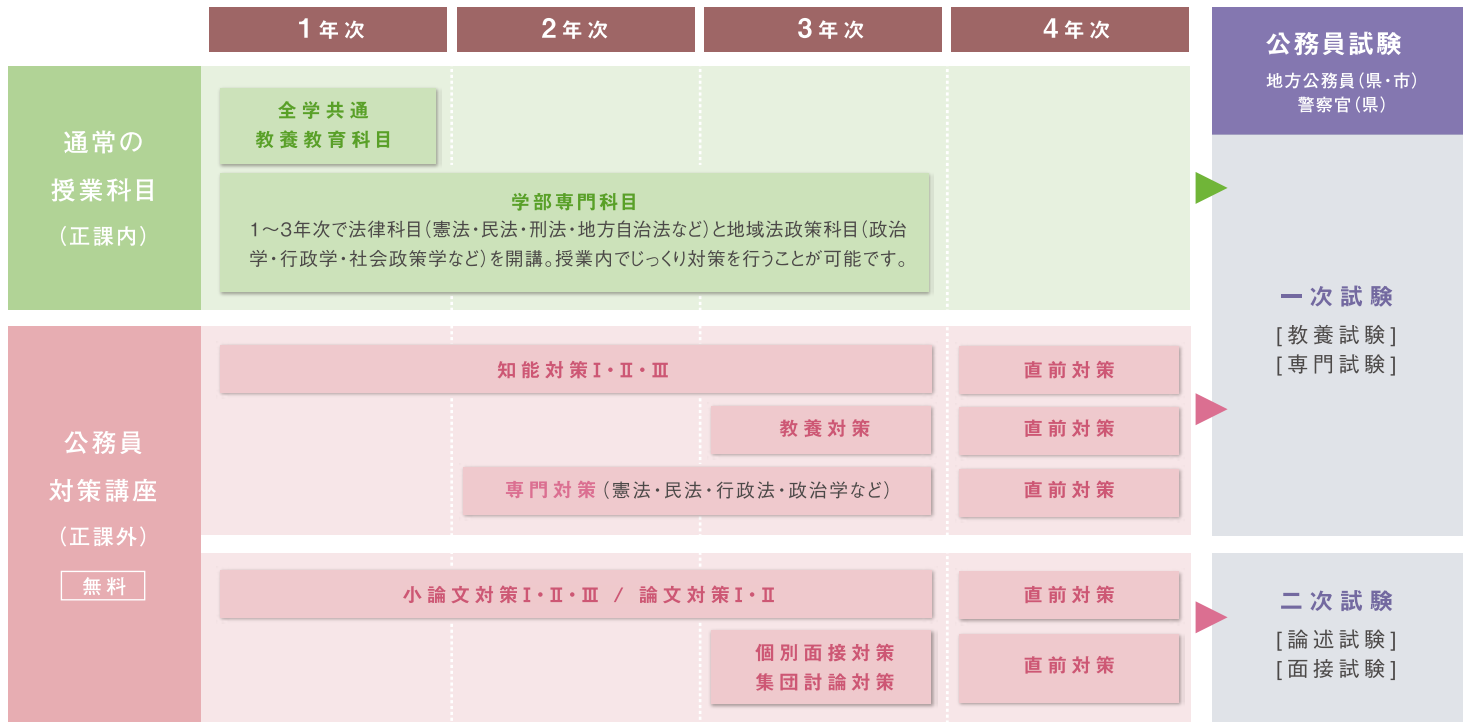 1年次
2年次
3年次
4年次
公務員試験
地方公務員(県・市)
警察官(県)
通常の
授業科目
(正課内)
全学共通
教養教育科目
学部専門科目
1〜3年次で法律科目(憲法・民法・刑法・地方自治法など)と地域法政策科目(政治
学・行政学・社会政策学など)を開講。授業内でじっくり対策を行うことが可能です。
一次試験
[教養試験]
[専門試験]
公務員
対策講座
(正課外)
無料
知能対策Ⅰ・Ⅱ・Ⅲ
直前対策
教養対策
直前対策
専門対策(憲法・民法・行政法・政治学など)
直前対策
小論文対策Ⅰ・Ⅱ・Ⅲ / 論文対策Ⅰ・Ⅱ
直前対策
個別面接対策
集団討論対策
直前対策
二次試験
[論述試験]
[面接試験]